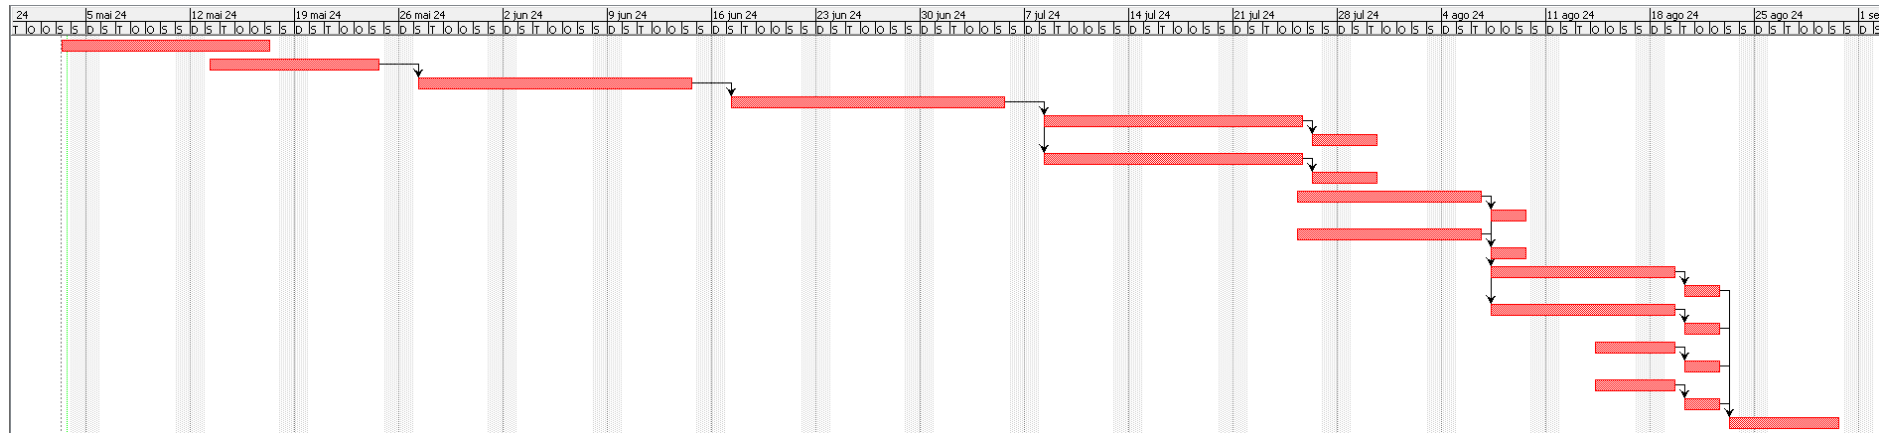 24 5 mai 24 12 mai 24 19 mai 24 26 mai 24 2 jun 24 9 jun 24 16 jun 24 23 jun 24 30 jun 24 7 jul 24 14 jul 24 21 jul 24 28 jul 24 4 ago 24 11 ago 24 18 ago 24 25 ago 24 1 se
T O O S S D S T O O S S D S T O O S S D S T O O S S D S T O O S S D S T O O S S D S T O O S S D S T O O S S D S T O O S S D S T O O S S D S T O O S S D S T O O S S D S T O O S S D S T O O S S D S T O O S S D S T O O S S D S T O O S S D S T O O S S D S